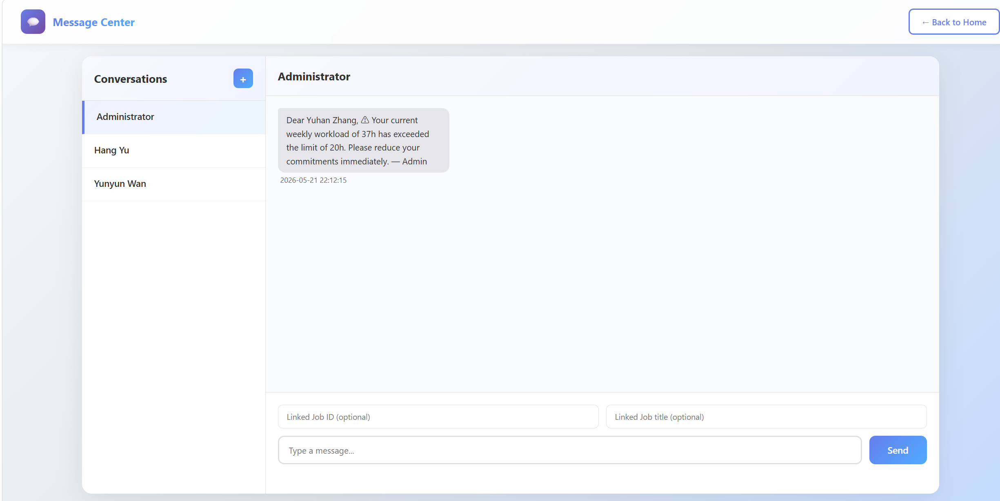 Message Center
← Back to Home
Conversations
+
Administrator
Hang Yu
Yunyun Wan
Administrator
Dear Yuhan Zhang, ⚠ Your current
weekly workload of 37h has exceeded
the limit of 20h. Please reduce your
commitments immediately. — Admin
2026-05-21 22:12:15
Linked Job ID (optional)
Linked Job title (optional)
Type a message...
Send